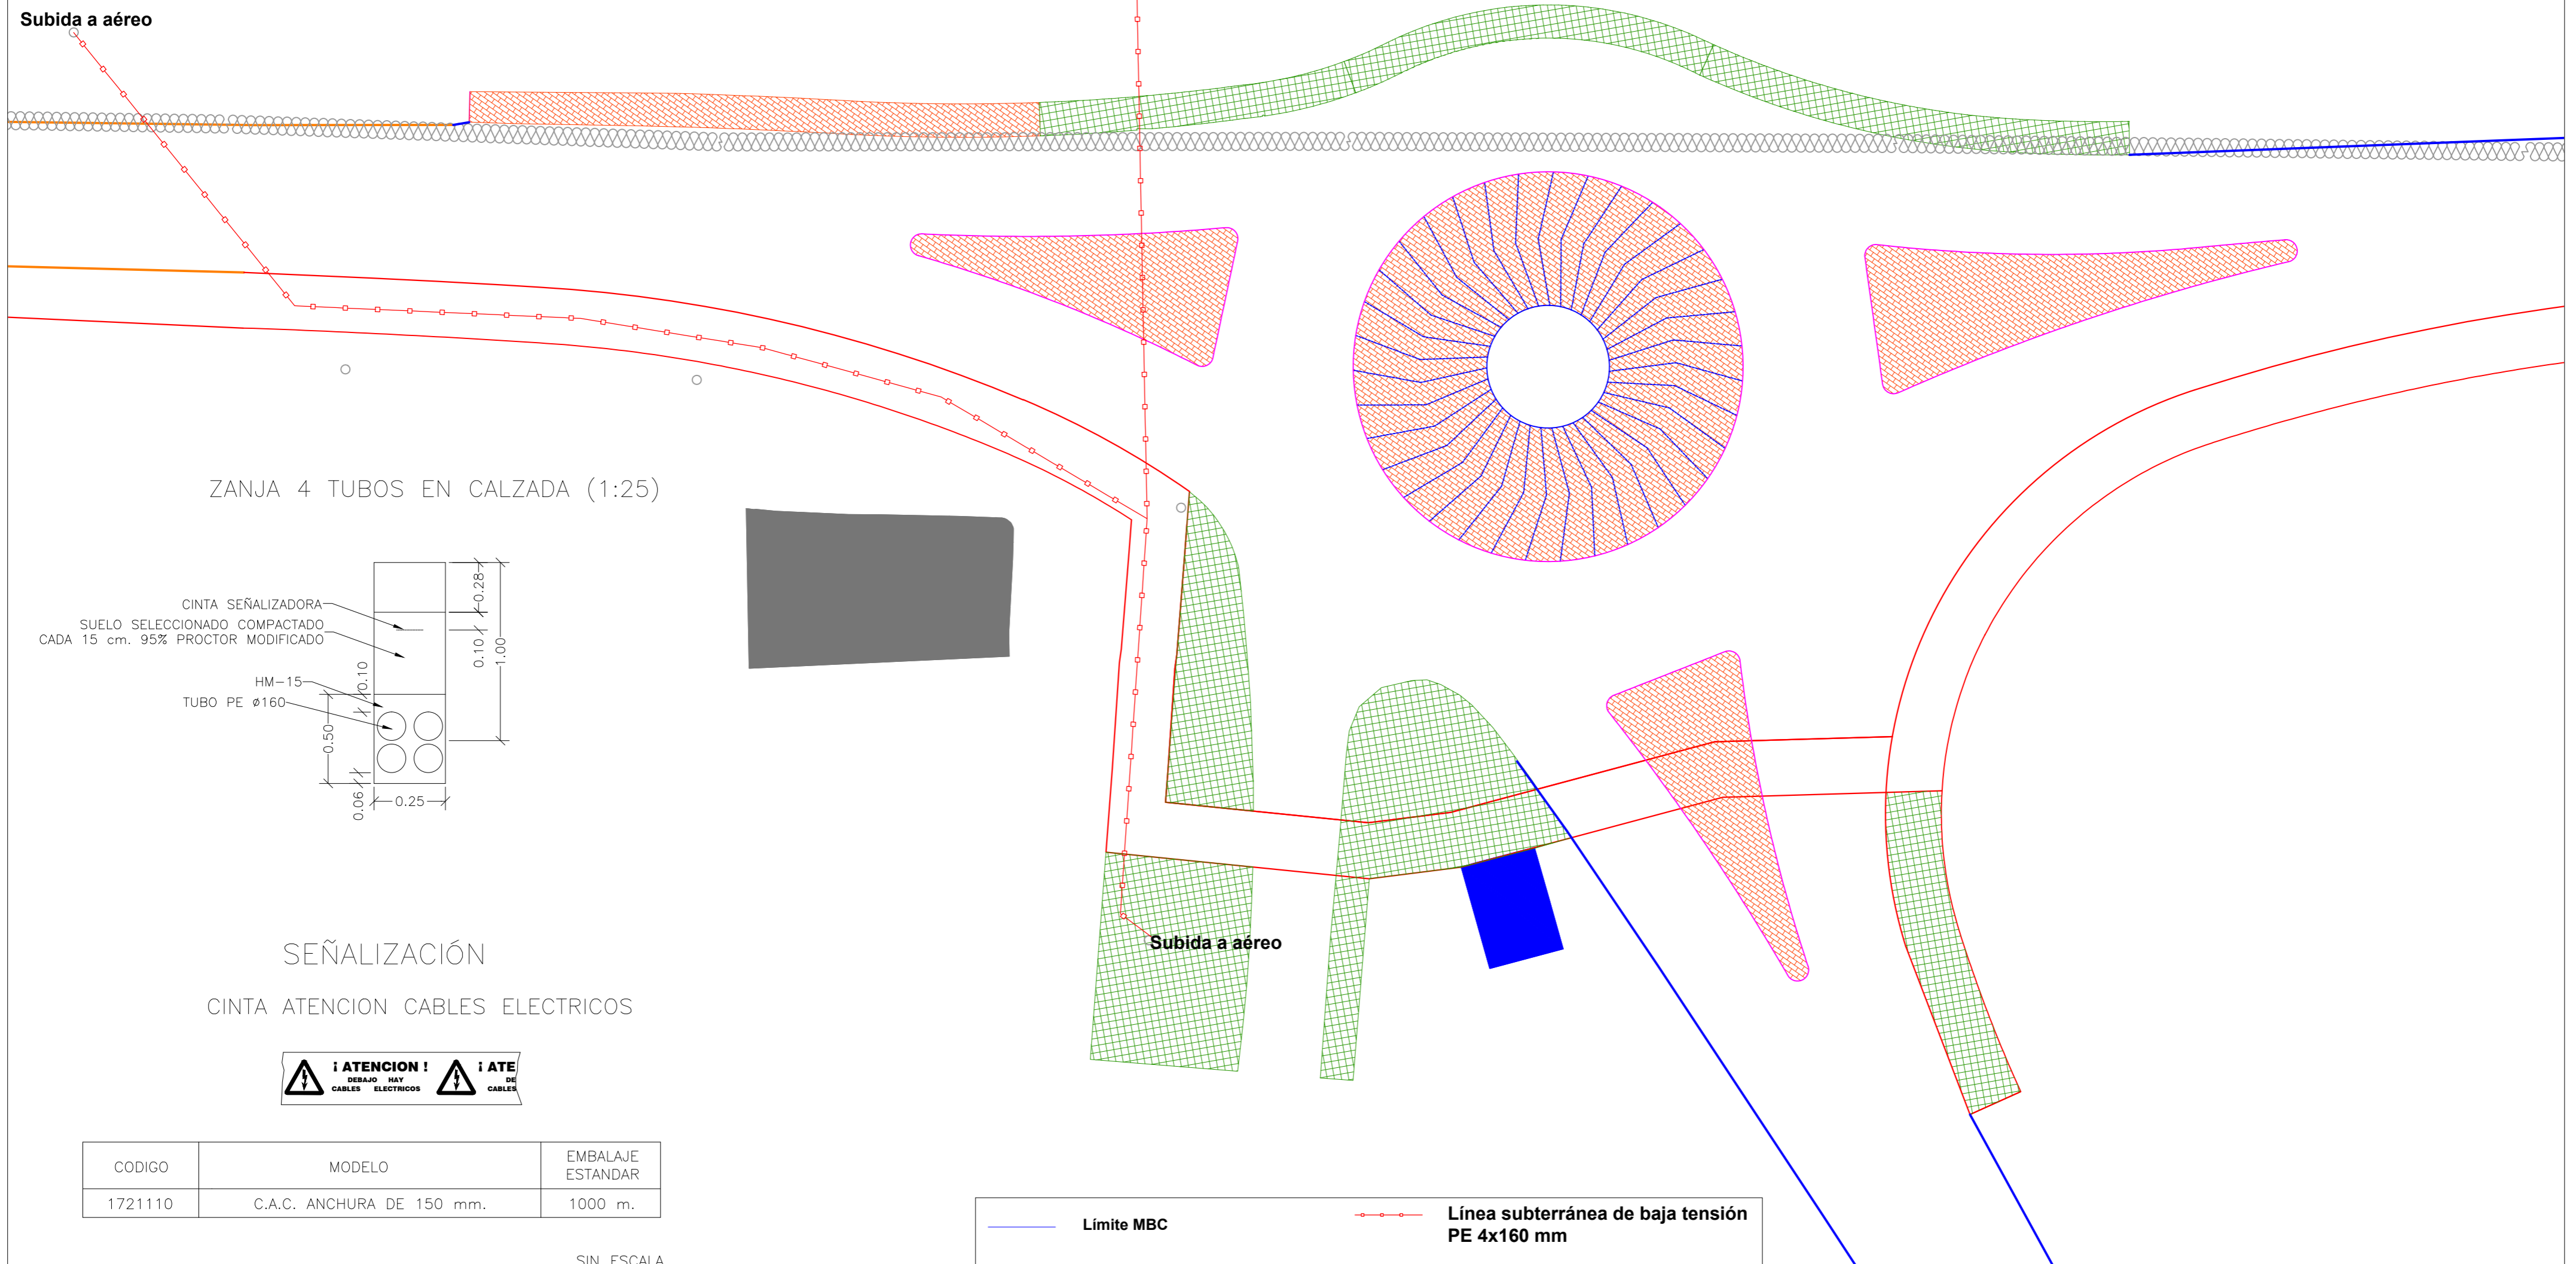 Subida a aéreo
ZANJA 4 TUBOS EN CALZADA (1:25)
0.28
CINTA SEÑALIZADORA
SUELO SELECCIONADO COMPACTADO
CADA 15 cm. 95% PROCTOR MODIFICADO
0.10
1.00
0.10
HM-15
TUBO PE ø160
0.50
0.06
0.25
Subida a aéreo
SEÑALIZACIÓN
CINTA ATENCION CABLES ELECTRICOS
¡ ATENCION !
DEBAJO HAY
CABLES ELECTRICOS
¡ ATE
DE
CABLES
CODIGO
MODELO
EMBALAJE
ESTANDAR
1721110
C.A.C. ANCHURA DE 150 mm.
1000 m.
SIN ESCALA
Límite MBC
Línea subterránea de baja tensión
PE 4x160 mm